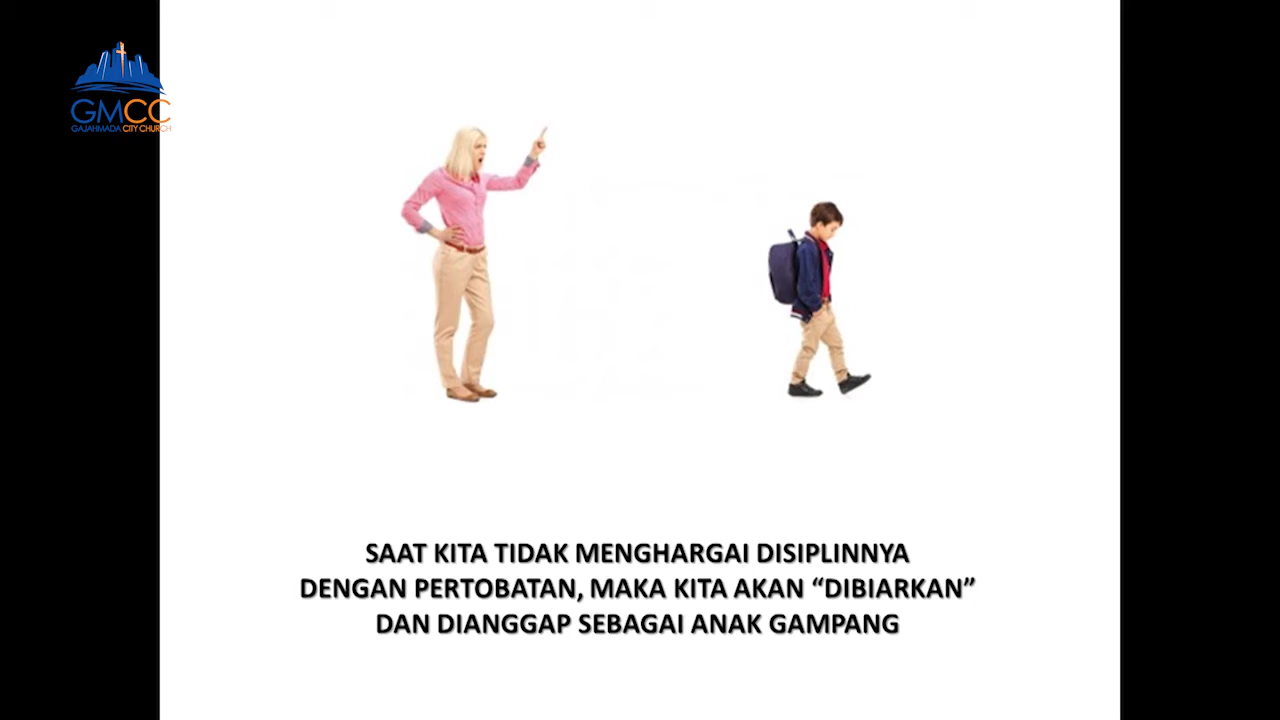 GMCC
GAJAHMADA CITY CHURCH
SAAT KITA TIDAK MENGHARGAI DISIPLINNYA
DENGAN PERTOBATAN, MAKA KITA AKAN “DIBIARKAN”
DAN DIANGGAP SEBAGAI ANAK GAMPANG